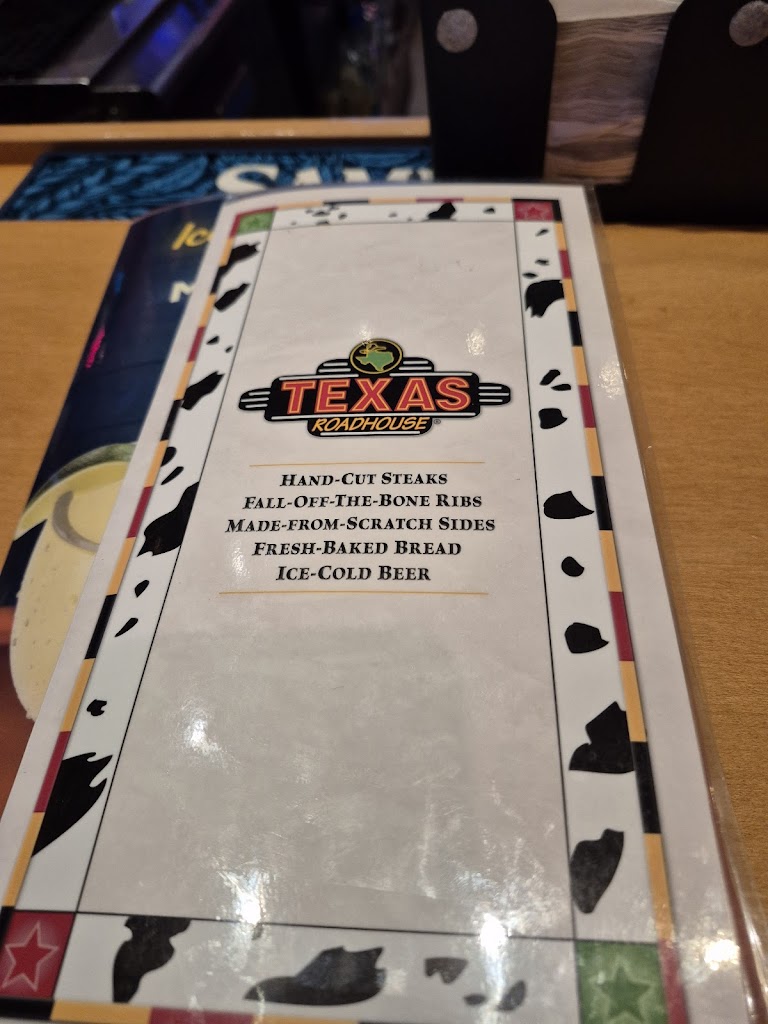 TEXAS
ROADHOUSE®
HAND-CUT STEAKS
FALL-OFF-THE-BONE RIBS
MADE-FROM-SCRATCH SIDES
FRESH-BAKED BREAD
ICE-COLD BEER